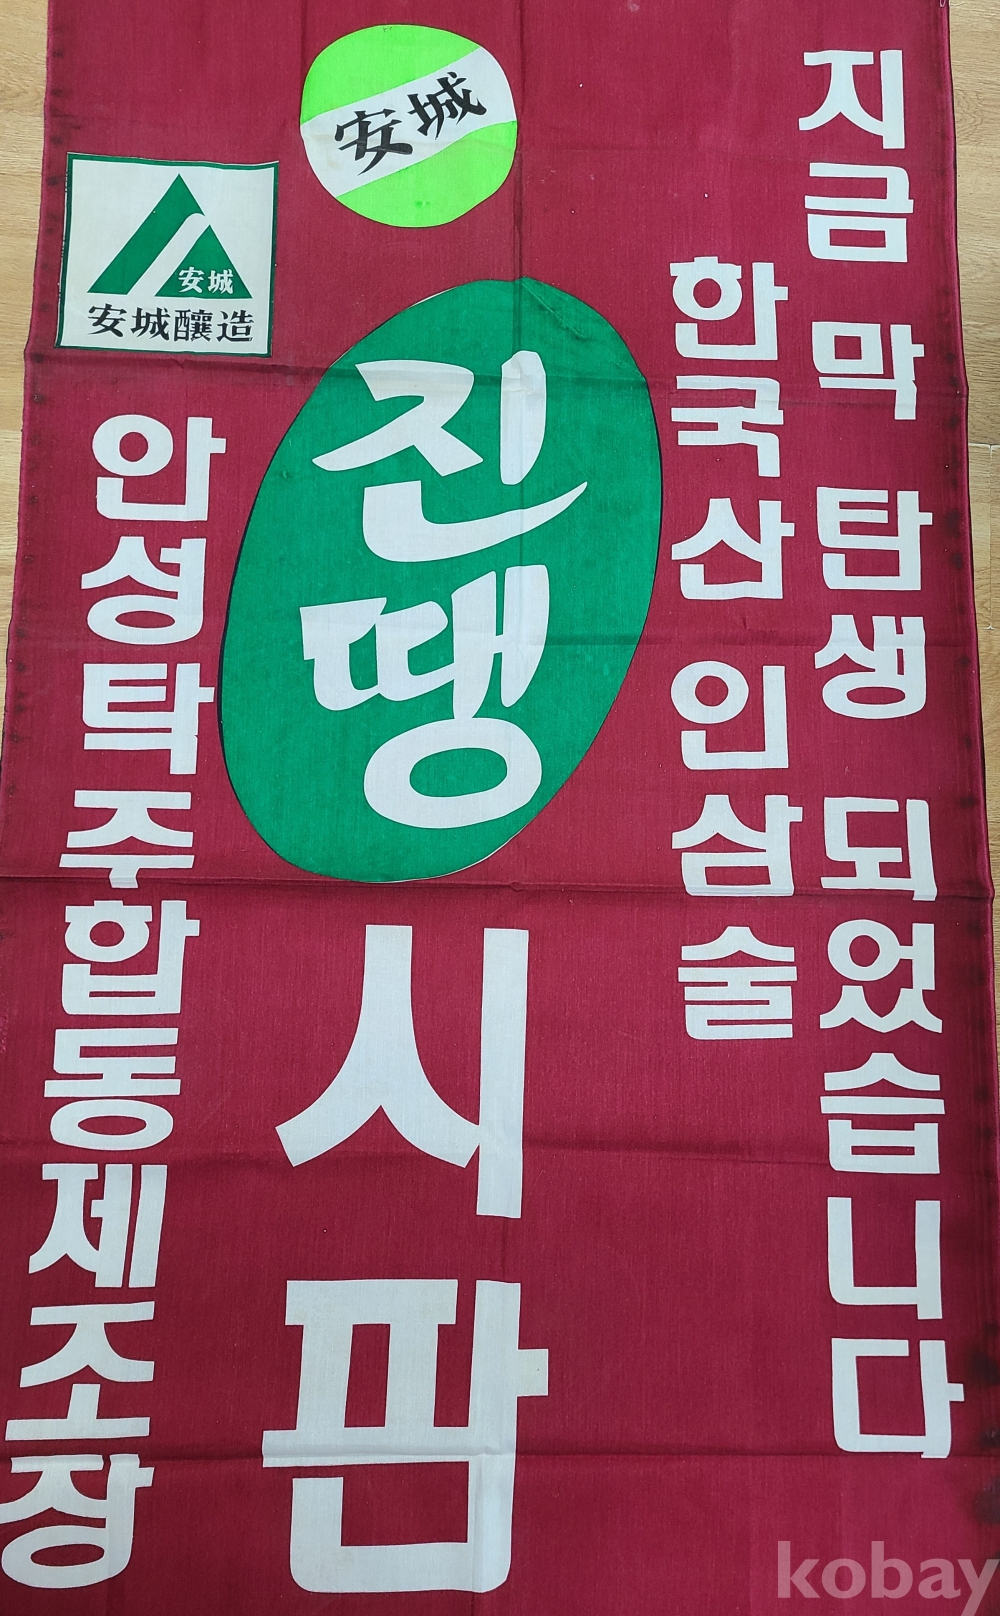 지금 막 탄생 되었습니다
한국산 인삼술
安城
진땡
시판
安城
安城釀造
안성탁주합동제조장
kobay